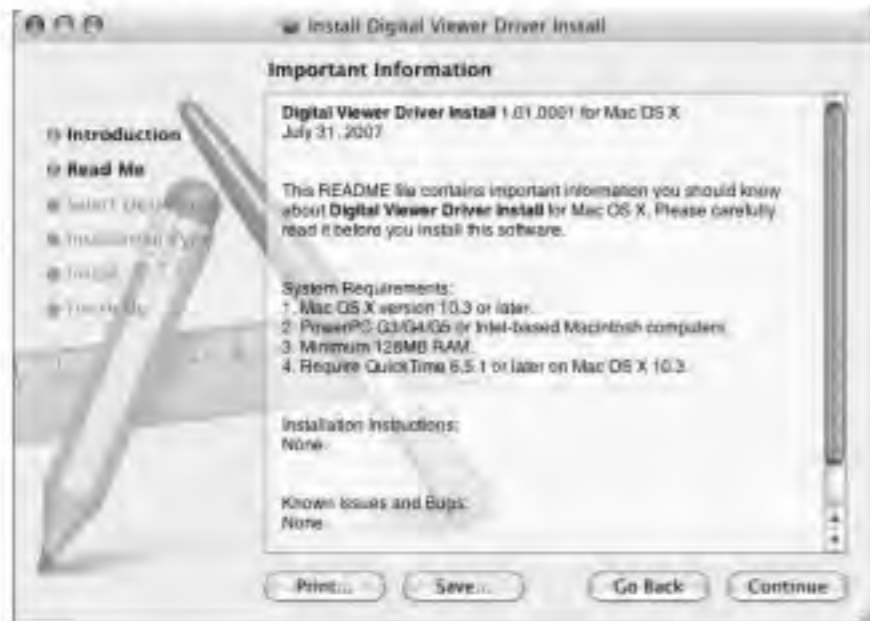 Install Digital Viewer Driver Install
Important Information
Introduction
Read Me
Install
Digital Viewer Driver Install 1.01.0001 for Mac OS X
July 31, 2007
This README file contains important information you should know
about Digital Viewer Driver Install for Mac OS X. Please carefully
read it before you install this software.
System Requirements:
1. Mac OS X version 10.3 or later.
2. PowerPC G3/G4/G5 or Intel-based Macintosh computers.
3. Minimum 128MB RAM.
4. Require QuickTime 6.5.1 or later on Mac OS X 10.3.
Installation Instructions:
None
Known Issues and Bugs:
None
Print...
Save...
Go Back
Continue